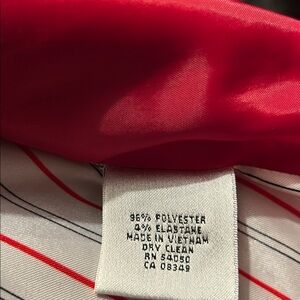 96% POLYESTER
4% ELASTANE
MADE IN VIETNAM
DRY CLEAN
RN 54050
CA 08349